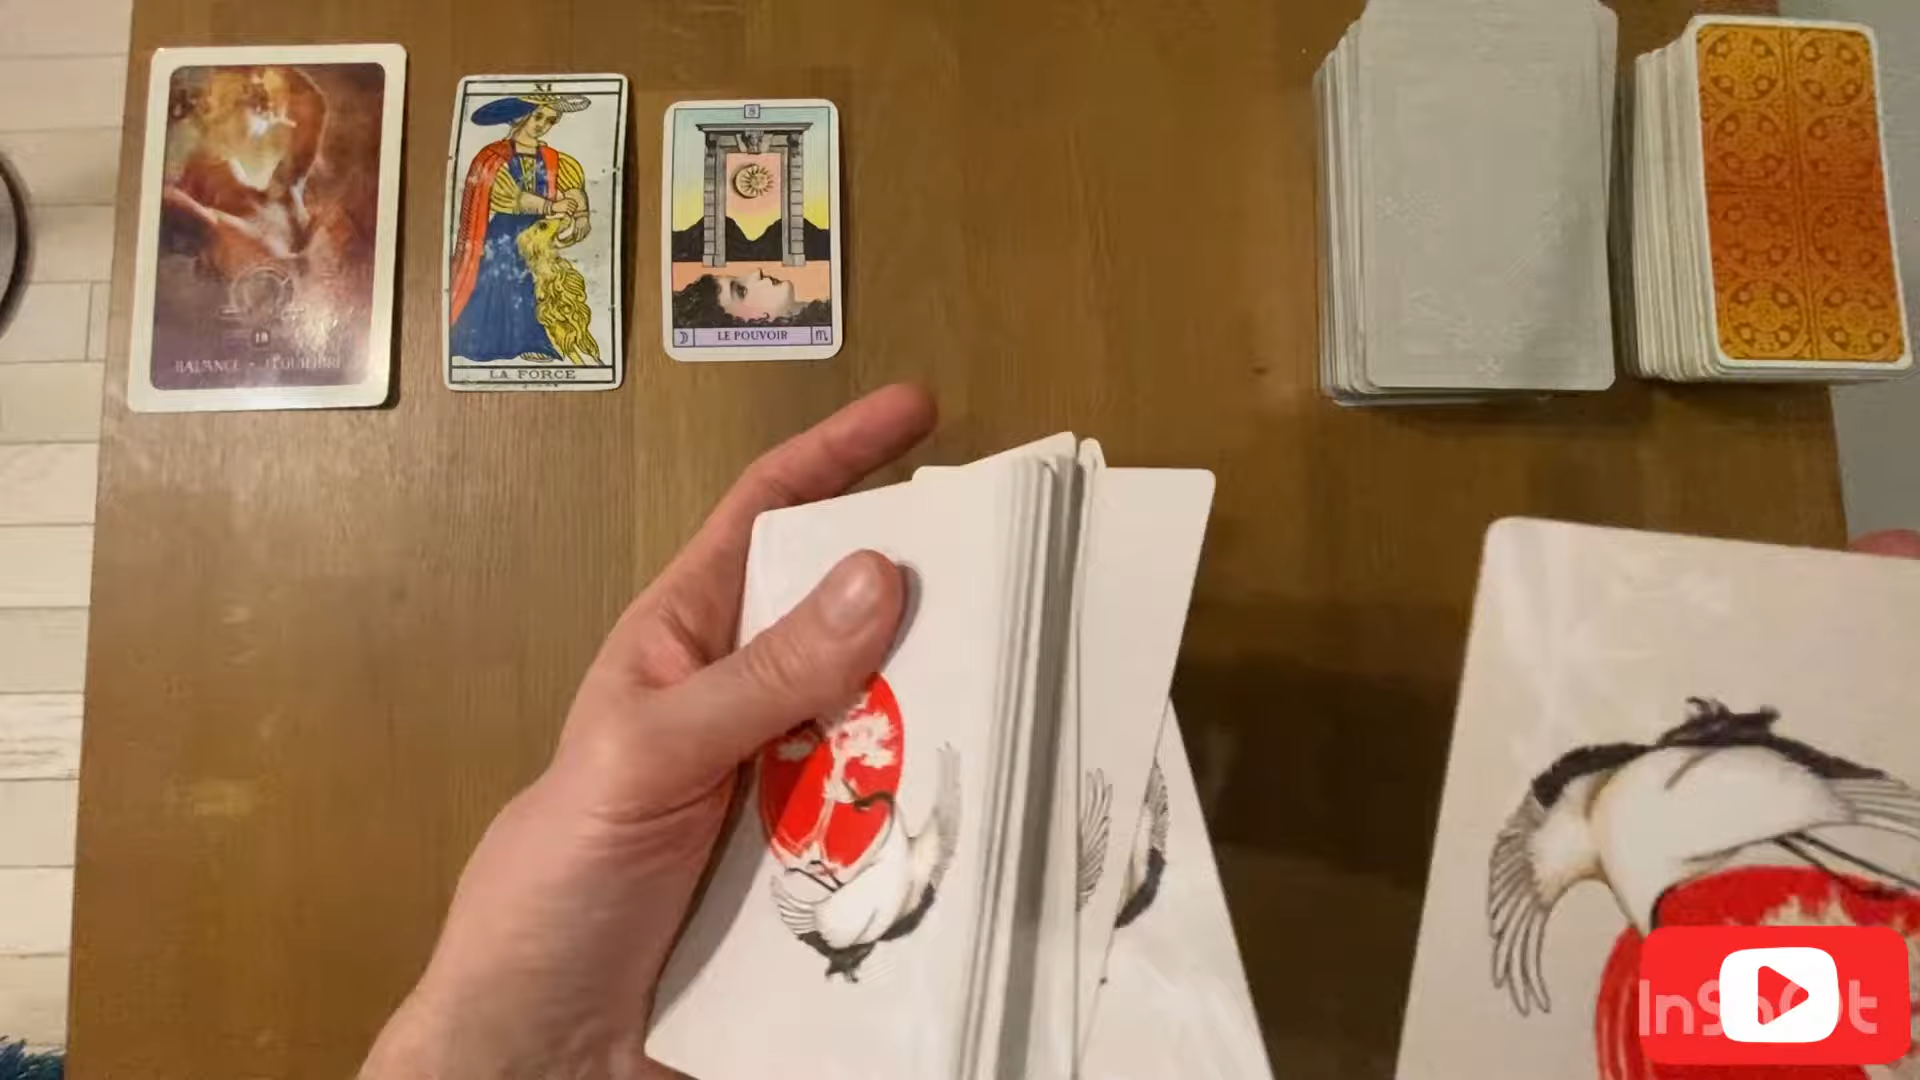 18
BALANCE - L'ÉQUILIBRE
XI
LA FORCE
8
LE POUVOIR
InShot